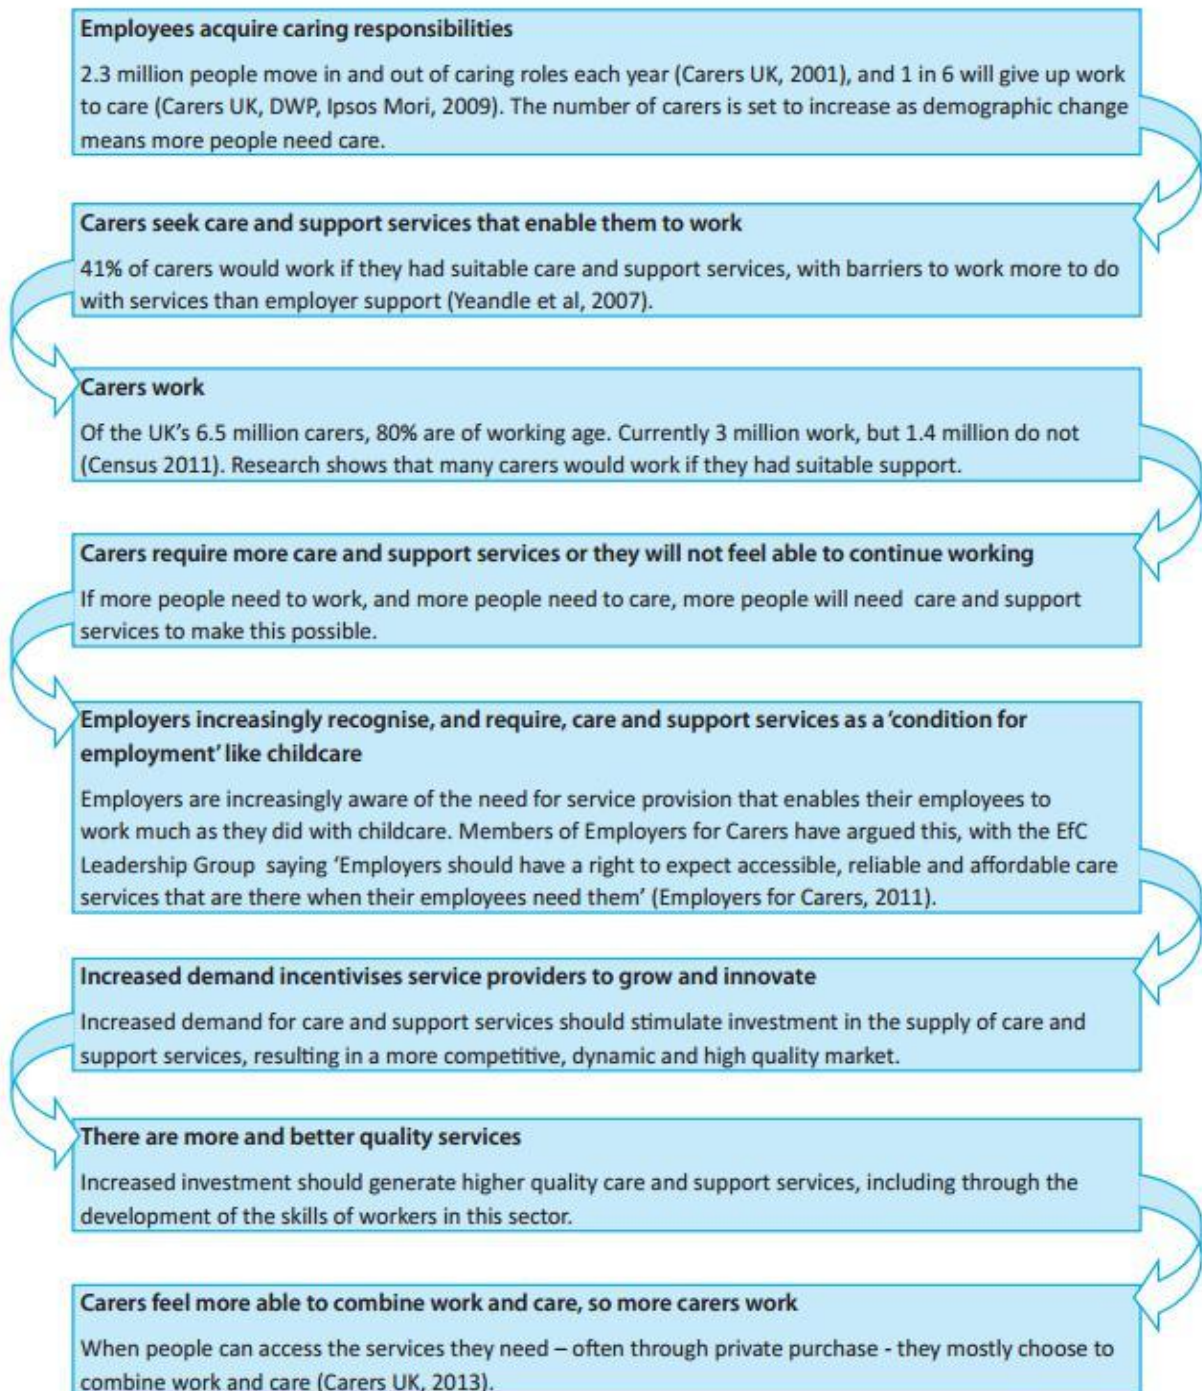 Employees acquire caring responsibilities
2.3 million people move in and out of caring roles each year (Carers UK, 2001), and 1 in 6 will give up work
to care (Carers UK, DWP, Ipsos Mori, 2009). The number of carers is set to increase as demographic change
means more people need care.
Carers seek care and support services that enable them to work
41% of carers would work if they had suitable care and support services, with barriers to work more to do
with services than employer support (Yeandle et al, 2007).
Carers work
Of the UK's 6.5 million carers, 80% are of working age. Currently 3 million work, but 1.4 million do not
(Census 2011). Research shows that many carers would work if they had suitable support.
Carers require more care and support services or they will not feel able to continue working
If more people need to work, and more people need to care, more people will need care and support
services to make this possible.
Employers increasingly recognise, and require, care and support services as a 'condition for
employment' like childcare
Employers are increasingly aware of the need for service provision that enables their employees to
work much as they did with childcare. Members of Employers for Carers have argued this, with the EfC
Leadership Group saying 'Employers should have a right to expect accessible, reliable and affordable care
services that are there when their employees need them' (Employers for Carers, 2011).
Increased demand incentivises service providers to grow and innovate
Increased demand for care and support services should stimulate investment in the supply of care and
support services, resulting in a more competitive, dynamic and high quality market.
There are more and better quality services
Increased investment should generate higher quality care and support services, including through the
development of the skills of workers in this sector.
Carers feel more able to combine work and care, so more carers work
When people can access the services they need – often through private purchase - they mostly choose to
combine work and care (Carers UK, 2013).